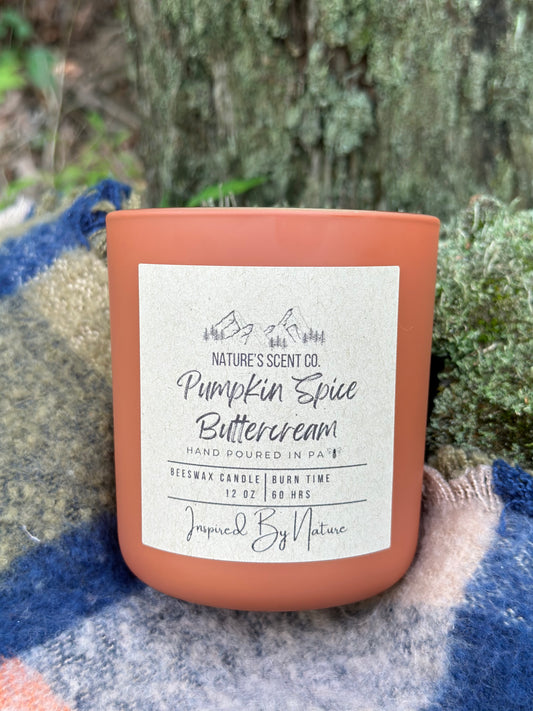 NATURE'S SCENT CO.
Pumpkin Spice
Buttercream
HAND POURED IN PA
BEESWAX CANDLE | BURN TIME
12 OZ | 60 HRS
Inspired By Nature